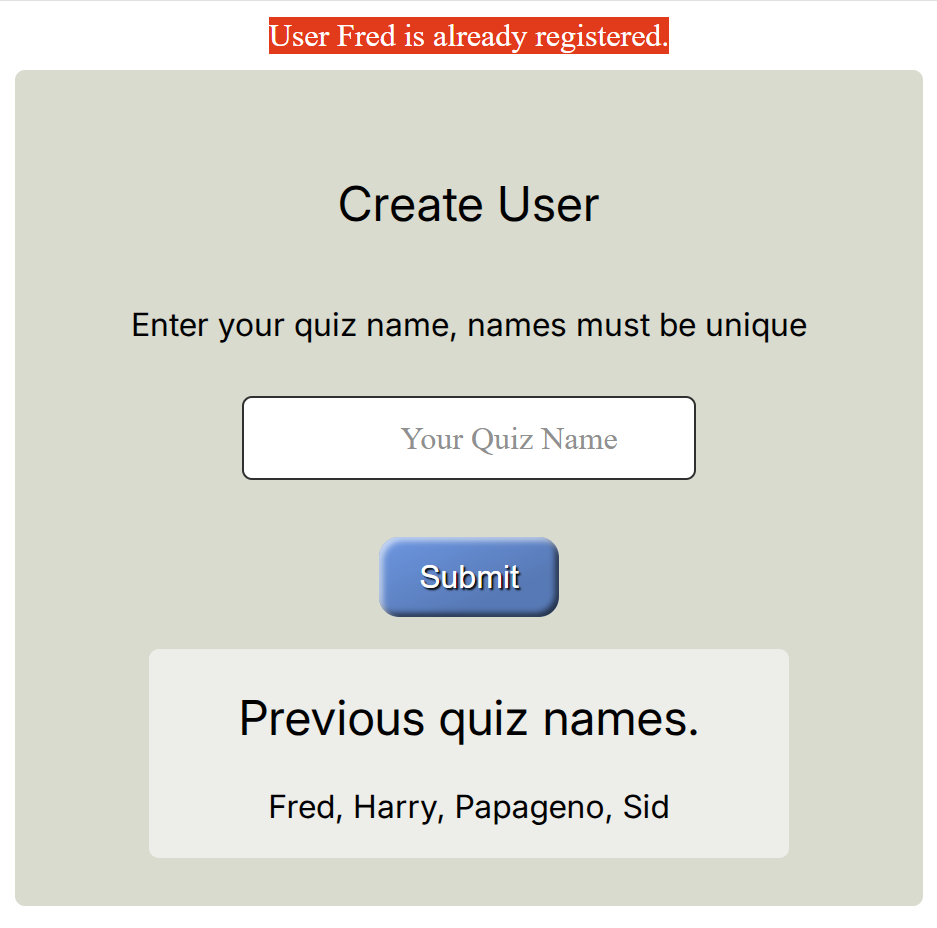 User Fred is already registered.
Create User
Enter your quiz name, names must be unique
Your Quiz Name
Submit
Previous quiz names.
Fred, Harry, Papageno, Sid